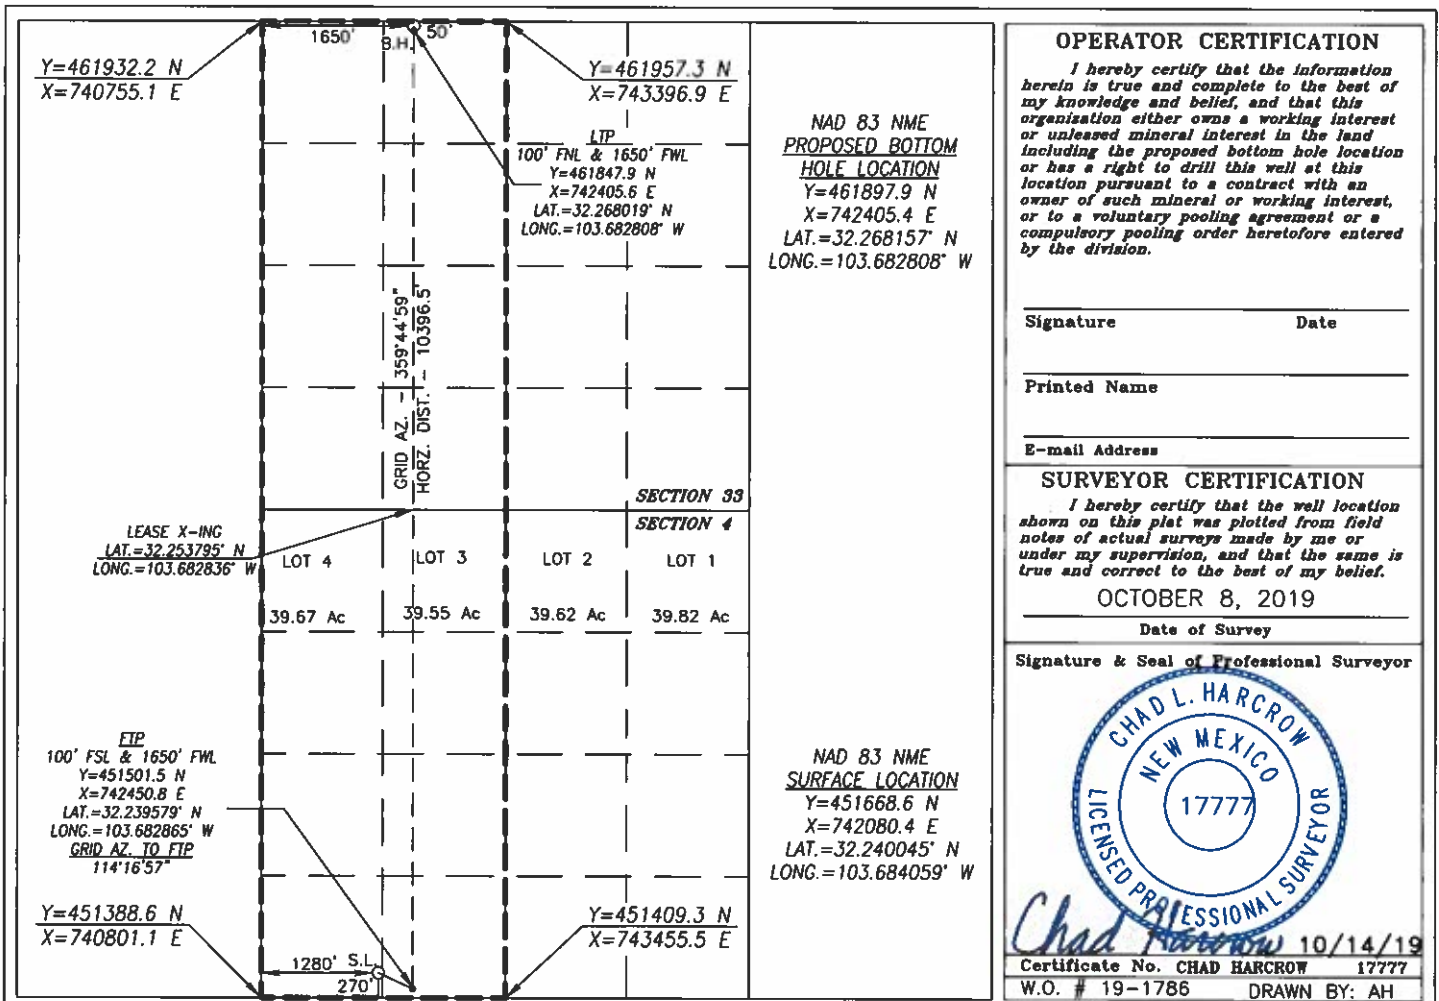 1650'
B.H.
50'
Y=461932.2 N
X=740755.1 E
Y=461957.3 N
X=743396.9 E
LTP
100' FNL & 1650' FWL
Y=461847.9 N
X=742405.6 E
LAT.=32.268019° N
LONG.=103.682808° W
GRID AZ. - 359°44'59"
HORZ. DIST. - 10396.5'
SECTION 33
SECTION 4
LEASE X-ING
LAT.=32.253795° N
LONG.=103.682836° W
LOT 4
LOT 3
LOT 2
LOT 1
39.67 Ac
39.55 Ac
39.62 Ac
39.82 Ac
FTP
100' FSL & 1650' FWL
Y=451501.5 N
X=742450.8 E
LAT.=32.239579° N
LONG.=103.682865° W
GRID AZ. TO FTP
114°16'57"
Y=451388.6 N
X=740801.1 E
Y=451409.3 N
X=743455.5 E
1280'
S.L.
270'
NAD 83 NME
PROPOSED BOTTOM
HOLE LOCATION
Y=461897.9 N
X=742405.4 E
LAT.=32.268157° N
LONG.=103.682808° W
NAD 83 NME
SURFACE LOCATION
Y=451668.6 N
X=742080.4 E
LAT.=32.240045° N
LONG.=103.684059° W
OPERATOR CERTIFICATION
I hereby certify that the information
herein is true and complete to the best of
my knowledge and belief, and that this
organization either owns a working interest
or unleased mineral interest in the land
including the proposed bottom hole location
or has a right to drill this well at this
location pursuant to a contract with an
owner of such mineral or working interest,
or to a voluntary pooling agreement or a
compulsory pooling order heretofore entered
by the division.
Signature Date
Printed Name
E-mail Address
SURVEYOR CERTIFICATION
I hereby certify that the well location
shown on this plat was plotted from field
notes of actual surveys made by me or
under my supervision, and that the same is
true and correct to the best of my belief.
OCTOBER 8, 2019
Date of Survey
Signature & Seal of Professional Surveyor
CHAD L. HARCROW
NEW MEXICO
17777
LICENSED PROFESSIONAL SURVEYOR
Chad Harcrow 10/14/19
Certificate No. CHAD HARCROW 17777
W.O. # 19-1786 DRAWN BY: AH